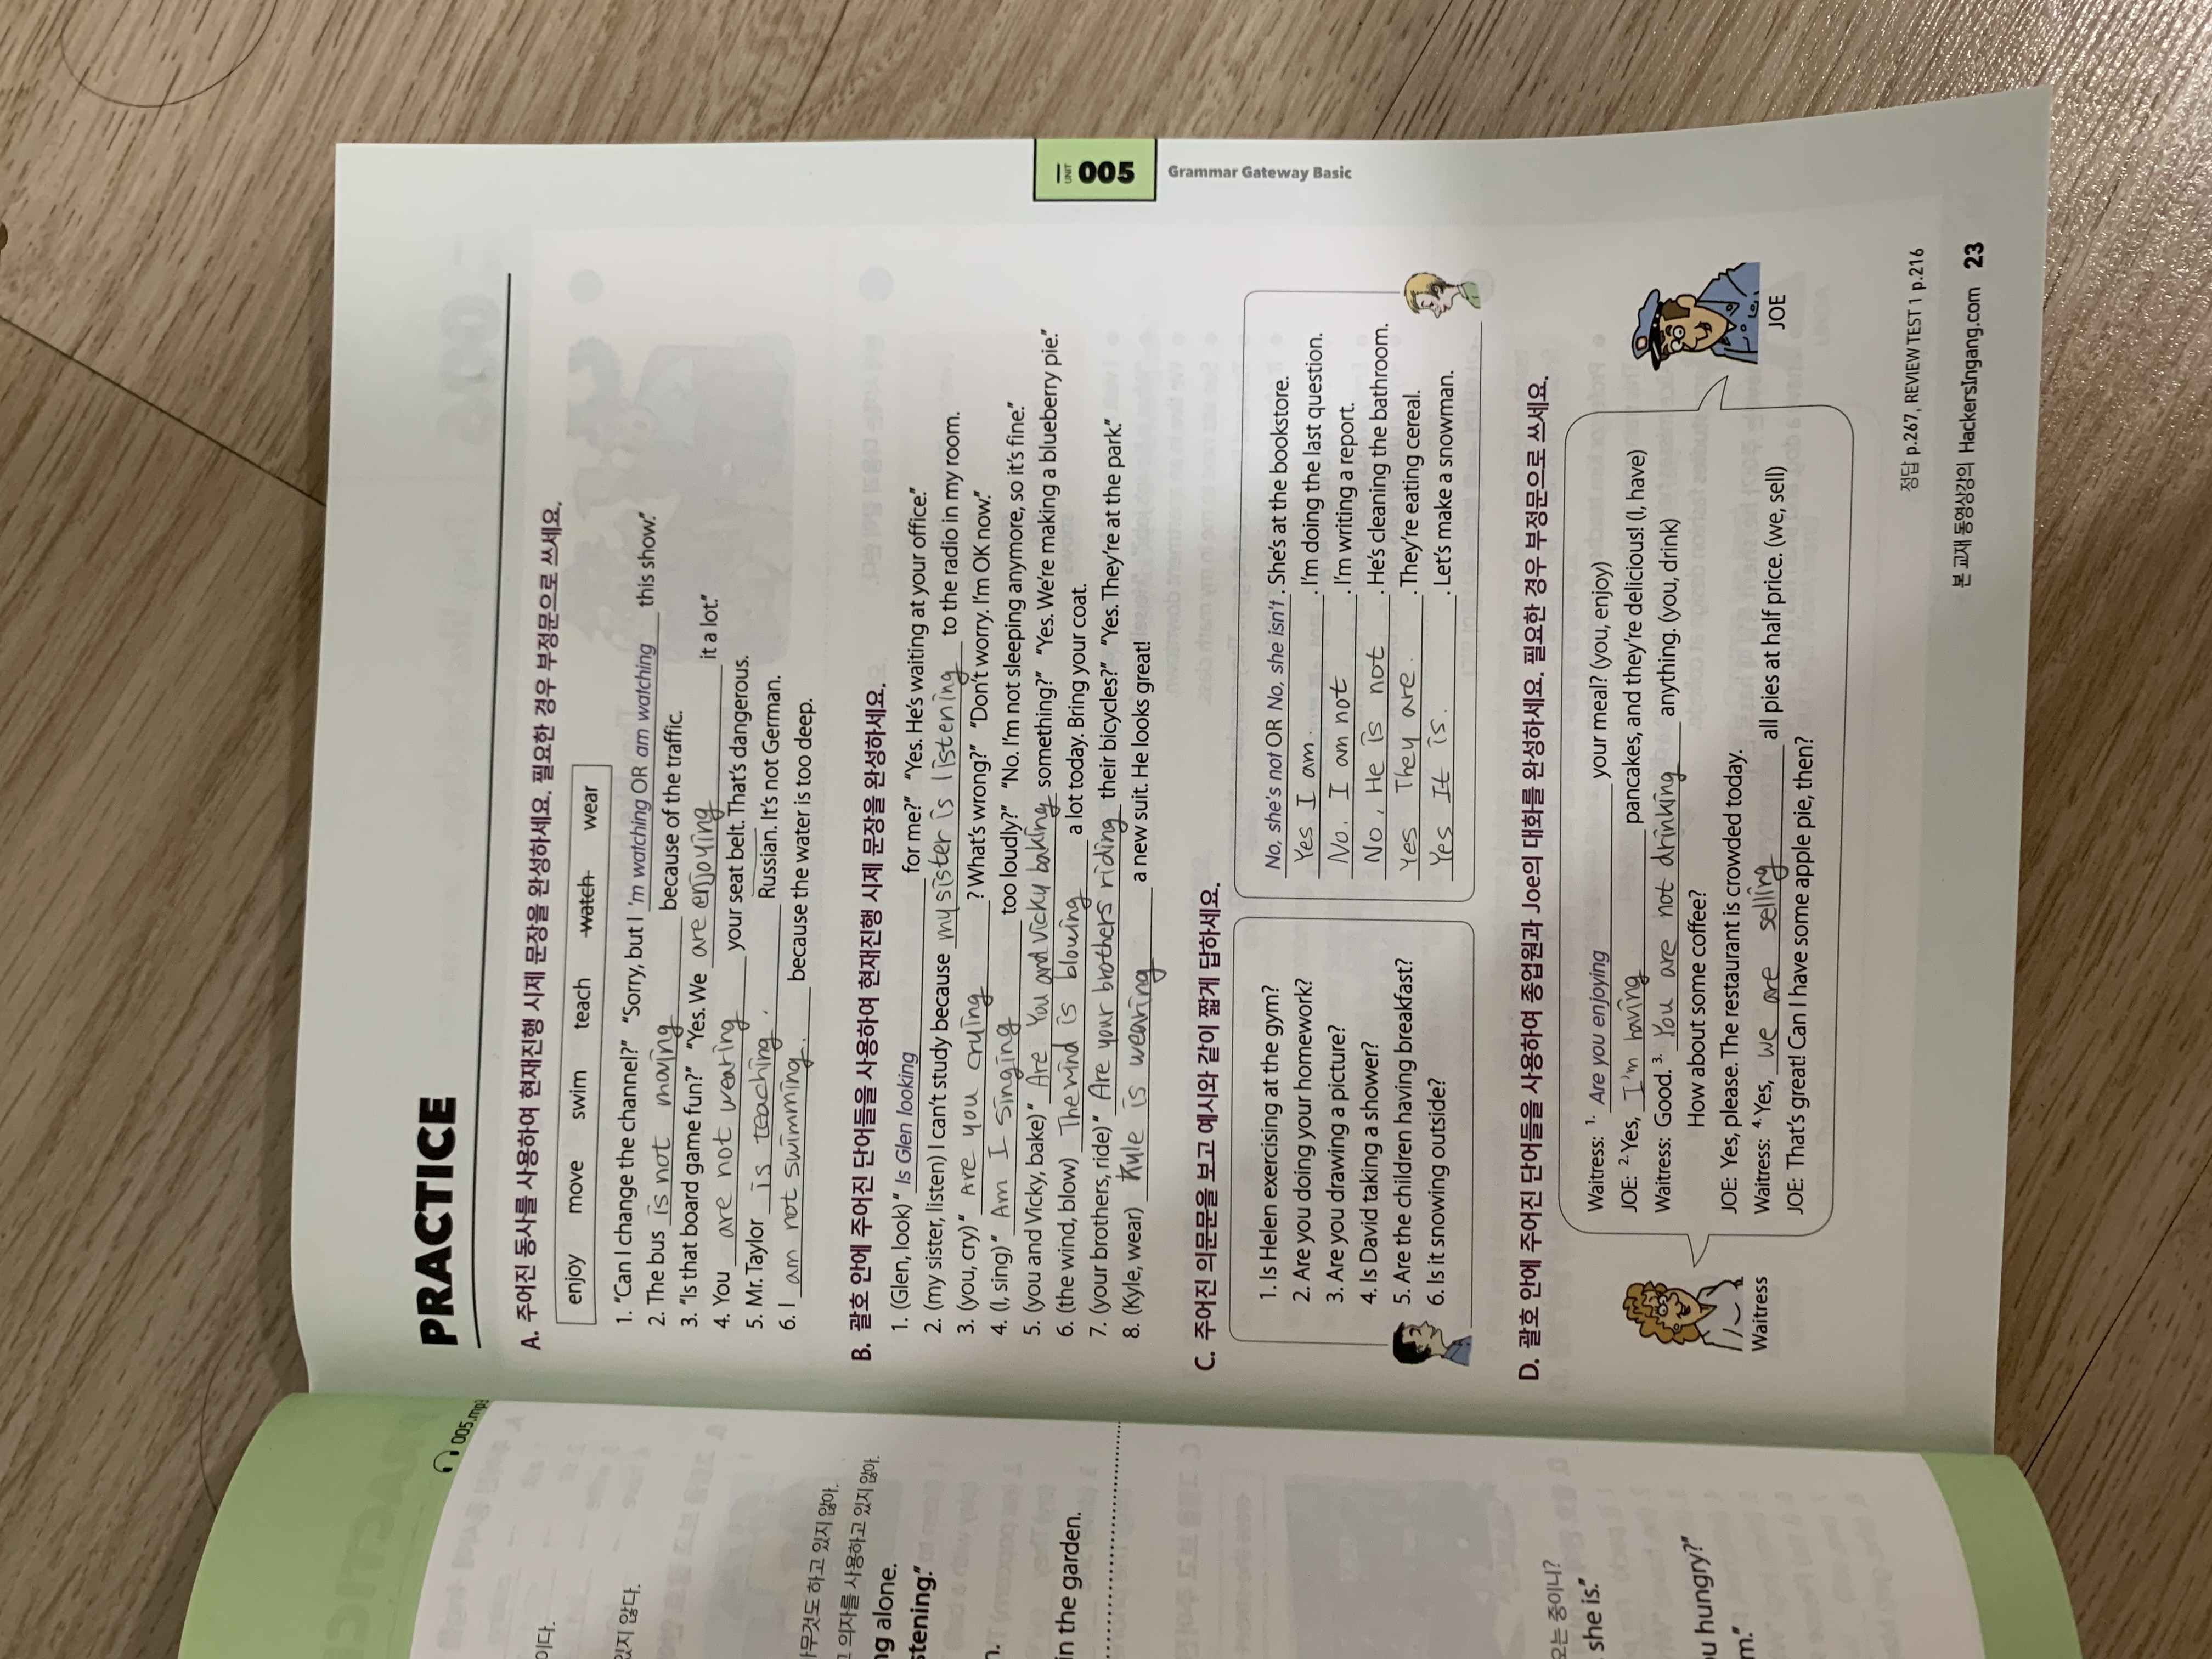 005.mp3
이다.
있지 않다.
아무것도 하고 있지 않아.
고 의자를 사용하고 있지 않아.
ng alone.
stening."
n.
in the garden.
오는 중이니?
she is."
ou hungry?"
m."
PRACTICE
A. 주어진 동사를 사용하여 현재진행 시제 문장을 완성하세요. 필요한 경우 부정문으로 쓰세요.
enjoy move swim teach watch wear
1. "Can I change the channel?" "Sorry, but I 'm watching OR am watching this show."
2. The bus is not moving because of the traffic.
3. "Is that board game fun?" "Yes. We are enjoying it a lot."
4. You are not wearing your seat belt. That's dangerous.
5. Mr. Taylor is teaching. Russian. It's not German.
6. I am not swimming. because the water is too deep.
B. 괄호 안에 주어진 단어들을 사용하여 현재진행 시제 문장을 완성하세요.
1. (Glen, look) "Is Glen looking for me?" "Yes. He's waiting at your office."
2. (my sister, listen) I can't study because my sister is listening to the radio in my room.
3. (you, cry) "Are you crying? What's wrong?" "Don't worry. I'm OK now."
4. (I, sing) "Am I singing too loudly?" "No. I'm not sleeping anymore, so it's fine."
5. (you and Vicky, bake) "Are You and Vicky baking something?" "Yes. We're making a blueberry pie."
6. (the wind, blow) The wind is blowing a lot today. Bring your coat.
7. (your brothers, ride) "Are your brothers riding their bicycles?" "Yes. They're at the park."
8. (Kyle, wear) Kyle is wearing a new suit. He looks great!
C. 주어진 의문문을 보고 예시와 같이 짧게 답하세요.
1. Is Helen exercising at the gym? No, she's not OR No, she isn't. She's at the bookstore.
2. Are you doing your homework? Yes I am. . I'm doing the last question.
3. Are you drawing a picture? No. I am not. I'm writing a report.
4. Is David taking a shower? No, He is not. He's cleaning the bathroom.
5. Are the children having breakfast? Yes They are. . They're eating cereal.
6. Is it snowing outside? Yes It is. . Let's make a snowman.
D. 괄호 안에 주어진 단어들을 사용하여 종업원과 Joe의 대화를 완성하세요. 필요한 경우 부정문으로 쓰세요.
Waitress: 1. Are you enjoying your meal? (you, enjoy)
JOE: 2. Yes, I'm having pancakes, and they're delicious! (I, have)
Waitress: Good. 3. You are not drinking anything. (you, drink)
How about some coffee?
JOE: Yes, please. The restaurant is crowded today.
Waitress: 4. Yes, we are selling all pies at half price. (we, sell)
JOE: That's great! Can I have some apple pie, then?
Waitress
JOE
정답 p.267, REVIEW TEST 1 p.216
본 교재 동영상강의 HackersIngang.com 23
UNIT
005
Grammar Gateway Basic